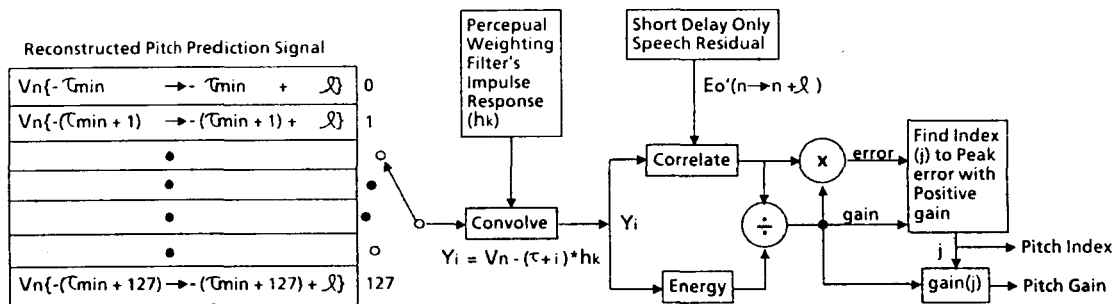 Reconstructed Pitch Prediction Signal
Vn{-τmin → - τmin + ℓ} 0
Vn{-(τmin + 1) → - (τmin + 1) + ℓ} 1
Vn{-(τmin + 127) → - (τmin + 127) + ℓ} 127
Percepual
Weighting
Filter's
Impulse
Response
(hk)
Convolve
Yi = Vn - (τ + i) * hk
Yi
Short Delay Only
Speech Residual
Eo'(n→n + ℓ)
Correlate
Energy
x
÷
error
gain
Find Index
(j) to Peak
error with
Positive
gain
j
Pitch Index
gain(j)
Pitch Gain